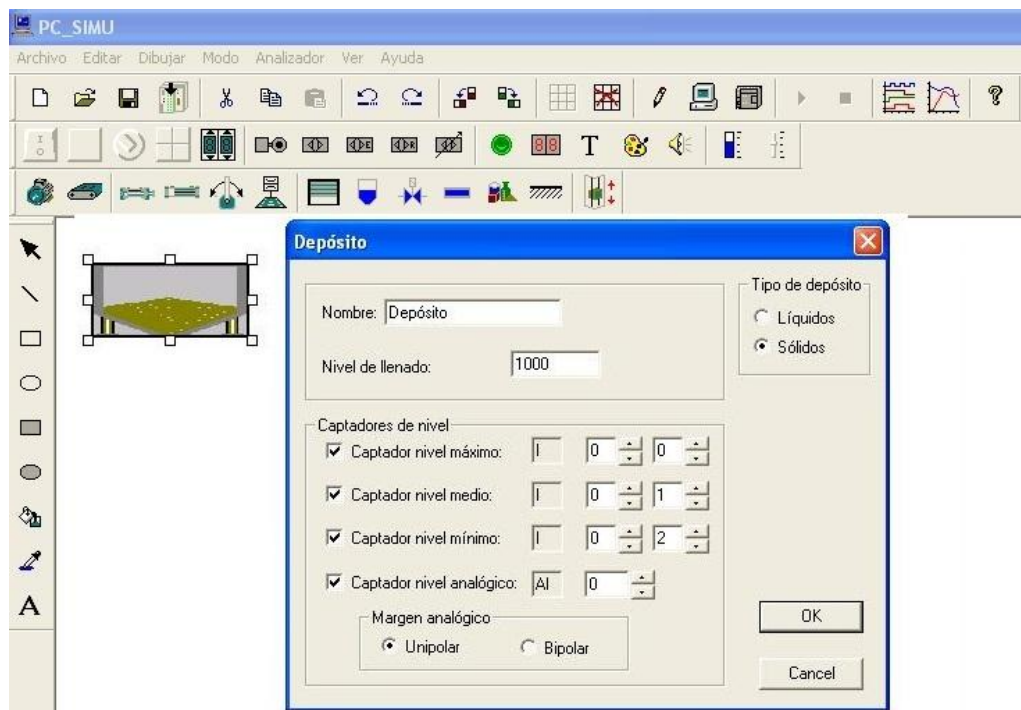 PC_SIMU
Archivo Editar Dibujar Modo Analizador Ver Ayuda
I
O
88
T
?
A
Depósito
Nombre: Depósito
Nivel de llenado: 1000
Tipo de depósito
Líquidos
Sólidos
Captadores de nivel
Captador nivel máximo: I 0 0
Captador nivel medio: I 0 1
Captador nivel mínimo: I 0 2
Captador nivel analógico: AI 0
Margen analógico
Unipolar Bipolar
OK
Cancel